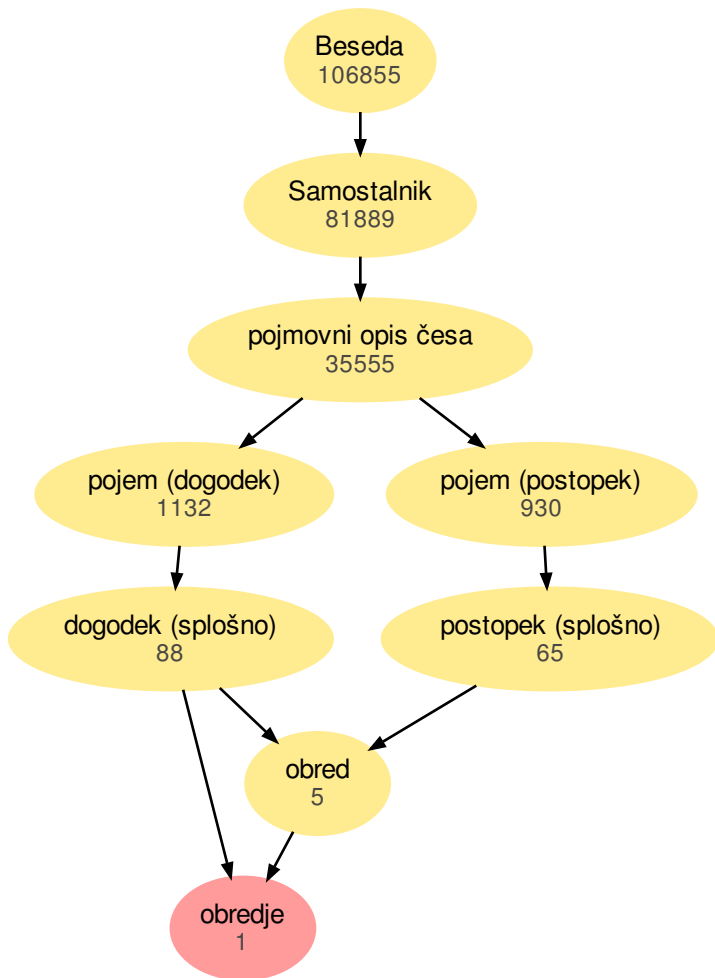 Beseda
106855
Samostalnik
81889
pojmovni opis česa
35555
pojem (dogodek)
1132
pojem (postopek)
930
dogodek (splošno)
88
postopek (splošno)
65
obred
5
obredje
1